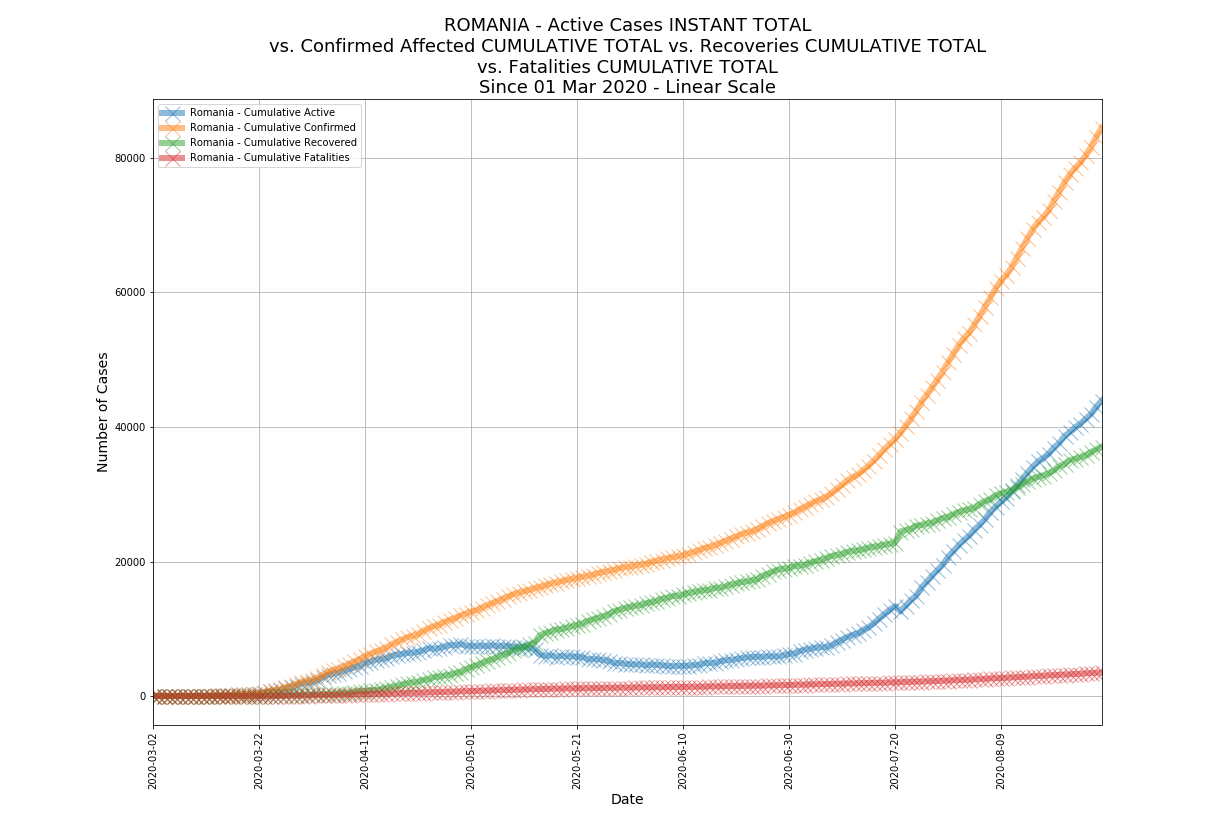 ROMANIA - Active Cases INSTANT TOTAL
vs. Confirmed Affected CUMULATIVE TOTAL vs. Recoveries CUMULATIVE TOTAL
vs. Fatalities CUMULATIVE TOTAL
Since 01 Mar 2020 - Linear Scale
Romania - Cumulative Active
Romania - Cumulative Confirmed
Romania - Cumulative Recovered
Romania - Cumulative Fatalities
80000
60000
40000
20000
0
Number of Cases
2020-03-02
2020-03-22
2020-04-11
2020-05-01
2020-05-21
2020-06-10
2020-06-30
2020-07-20
2020-08-09
Date